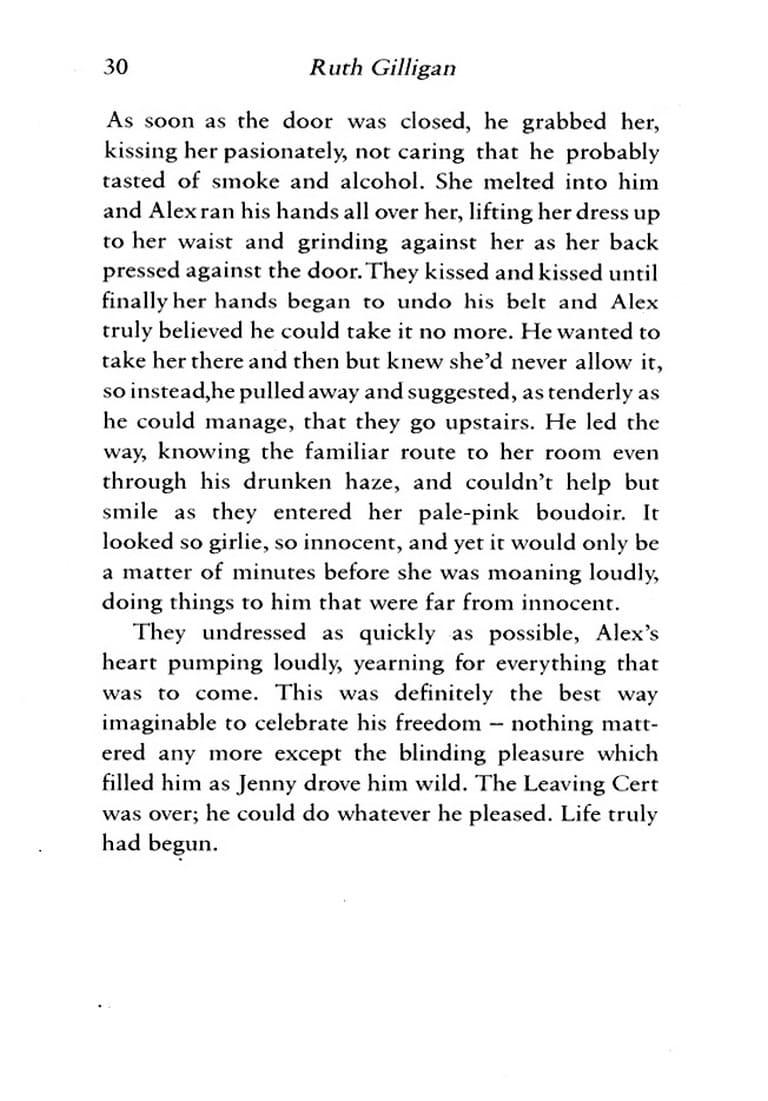 30 Ruth Gilligan
As soon as the door was closed, he grabbed her,
kissing her pasionately, not caring that he probably
tasted of smoke and alcohol. She melted into him
and Alex ran his hands all over her, lifting her dress up
to her waist and grinding against her as her back
pressed against the door. They kissed and kissed until
finally her hands began to undo his belt and Alex
truly believed he could take it no more. He wanted to
take her there and then but knew she'd never allow it,
so instead,he pulled away and suggested, as tenderly as
he could manage, that they go upstairs. He led the
way, knowing the familiar route to her room even
through his drunken haze, and couldn't help but
smile as they entered her pale-pink boudoir. It
looked so girlie, so innocent, and yet it would only be
a matter of minutes before she was moaning loudly,
doing things to him that were far from innocent.
They undressed as quickly as possible, Alex's
heart pumping loudly, yearning for everything that
was to come. This was definitely the best way
imaginable to celebrate his freedom – nothing matt-
ered any more except the blinding pleasure which
filled him as Jenny drove him wild. The Leaving Cert
was over; he could do whatever he pleased. Life truly
had begun.